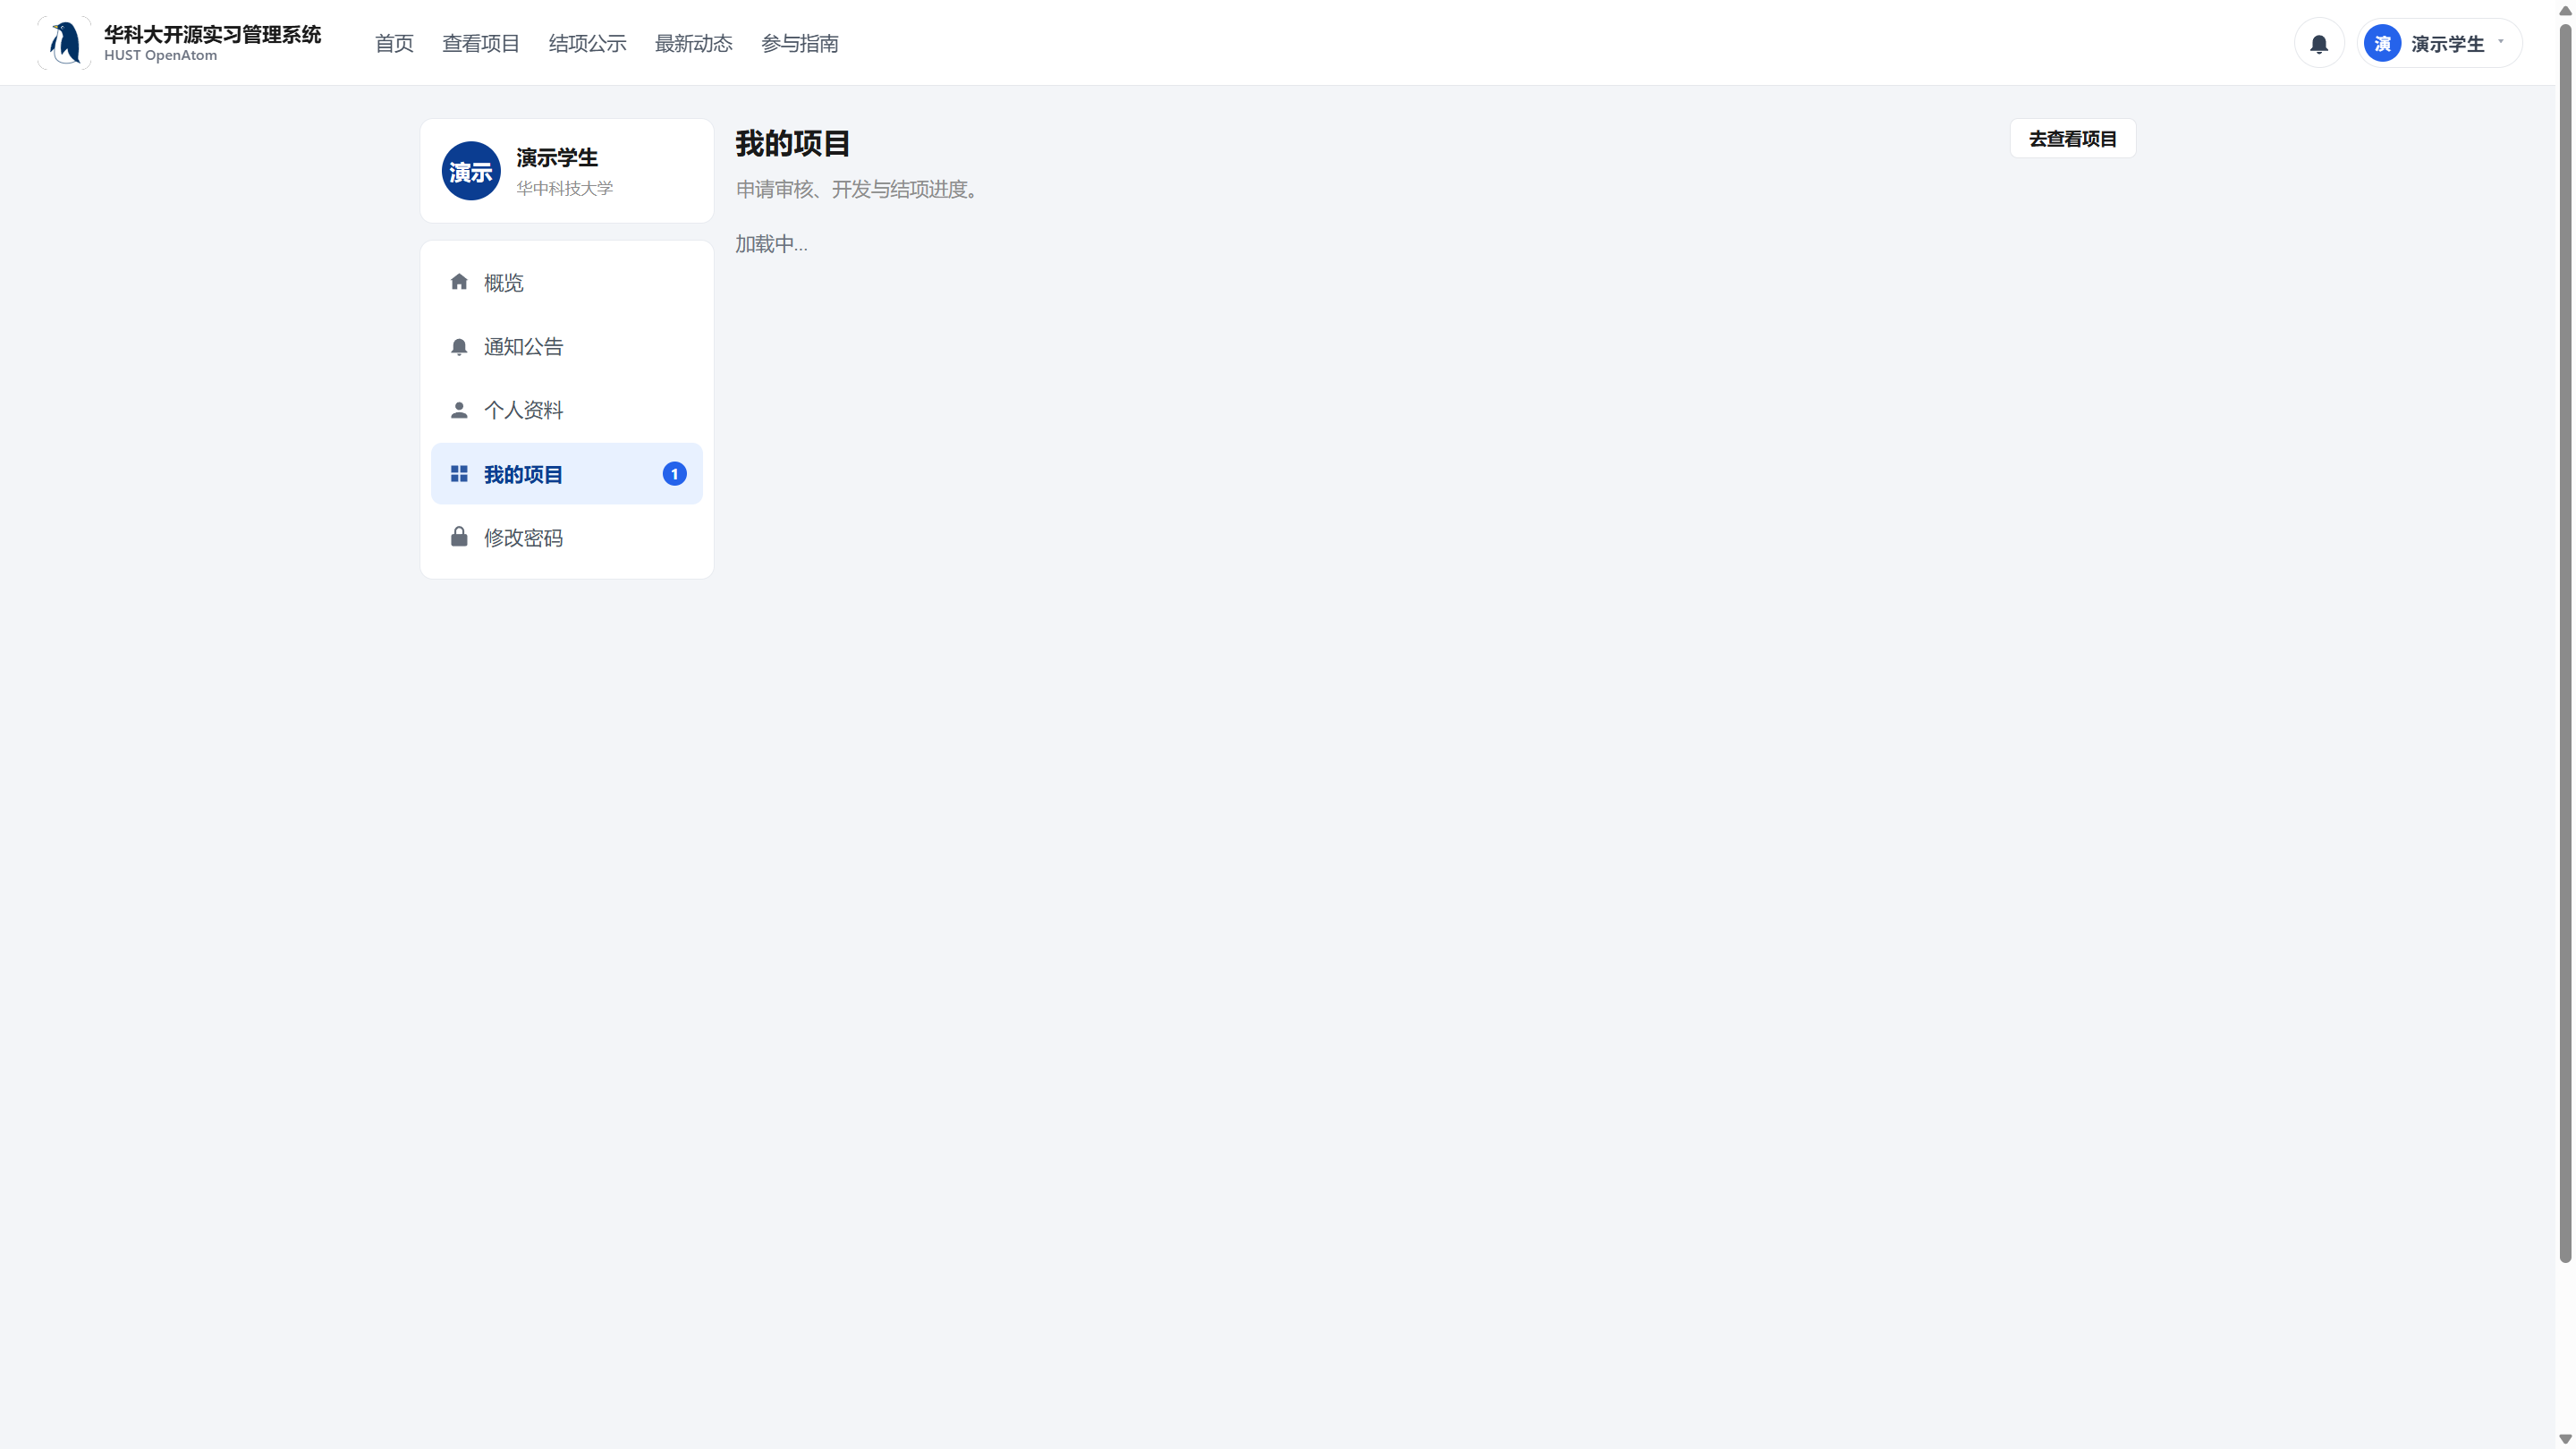 华科大开源实习管理系统
HUST OpenAtom
首页 查看项目 结项公示 最新动态 参与指南
演 演示学生
演示 演示学生
华中科技大学
概览
通知公告
个人资料
我的项目 1
修改密码
我的项目
去查看项目
申请审核、开发与结项进度。
加载中...